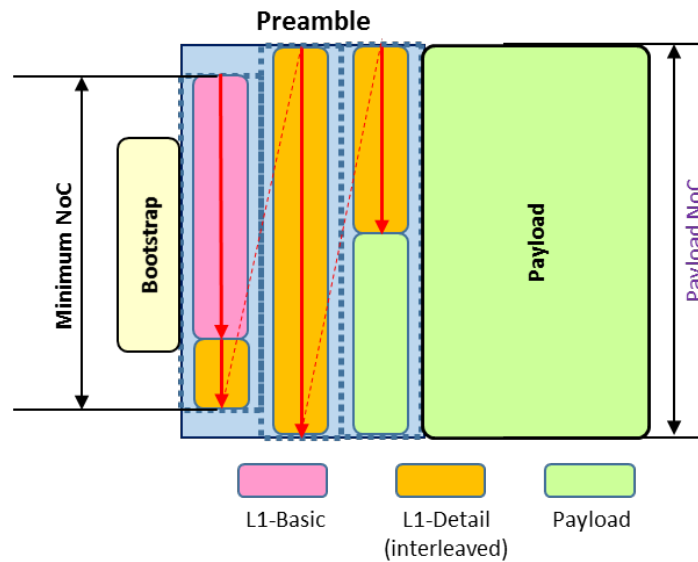 Preamble
Minimum NoC
Bootstrap
Payload
Payload NoC
L1-Basic
L1-Detail
(interleaved)
Payload